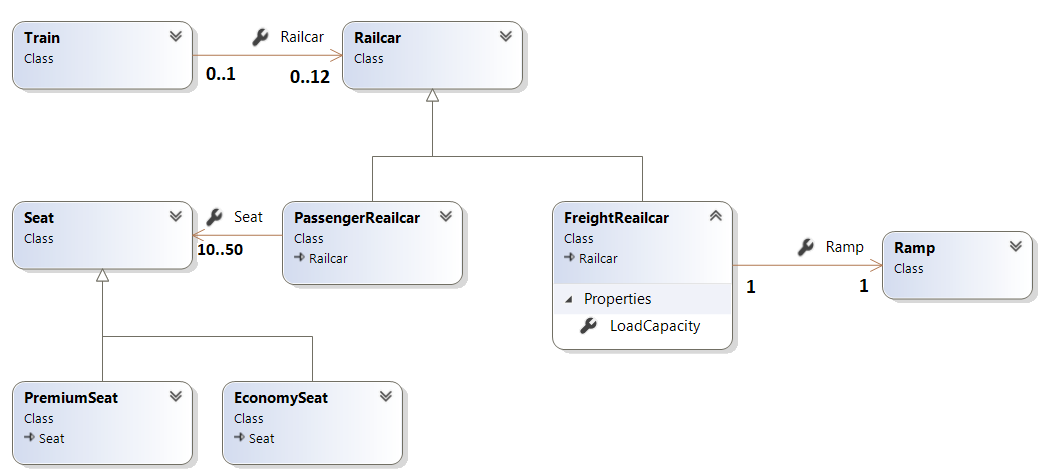 Train
Class
Railcar
0..1
0..12
Railcar
Class
Seat
Class
Seat
10..50
PassengerReailcar
Class
Railcar
FreightReailcar
Class
Railcar
Properties
LoadCapacity
Ramp
1
1
Ramp
Class
PremiumSeat
Class
Seat
EconomySeat
Class
Seat